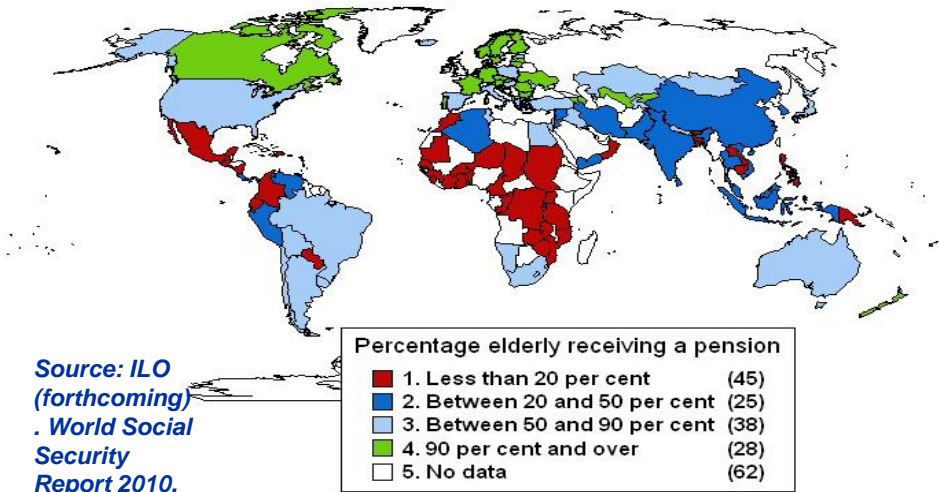 Percentage elderly receiving a pension
1. Less than 20 per cent (45)
2. Between 20 and 50 per cent (25)
3. Between 50 and 90 per cent (38)
4. 90 per cent and over (28)
5. No data (62)
Source: ILO
(forthcoming)
. World Social
Security
Report 2010.